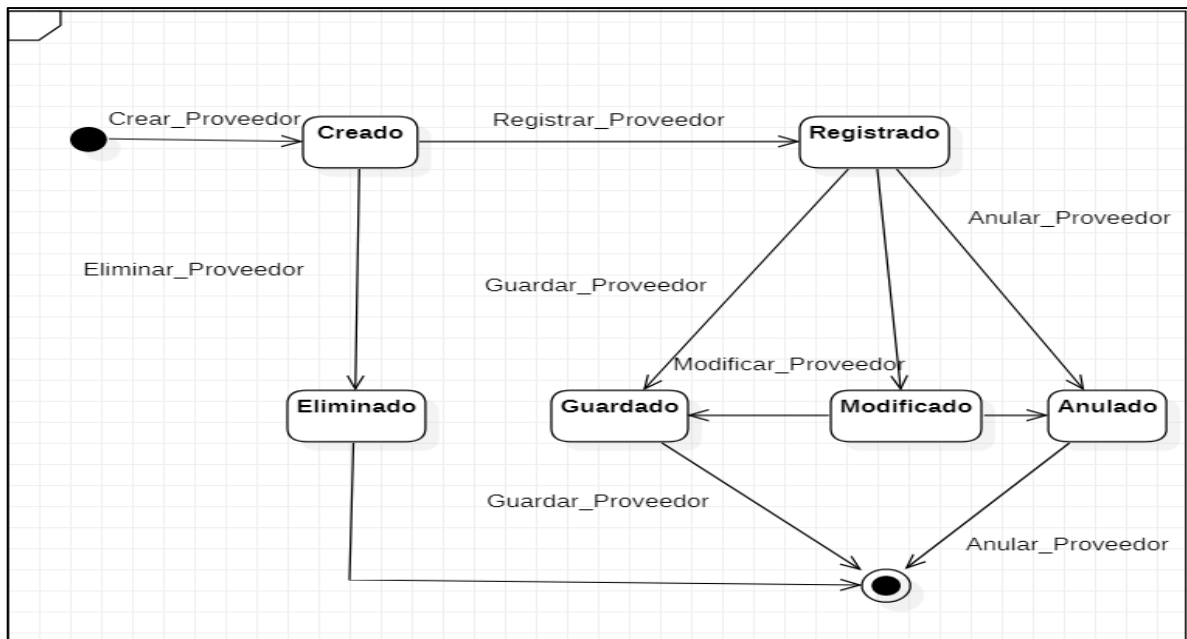 Crear_Proveedor
Creado
Registrar_Proveedor
Registrado
Anular_Proveedor
Eliminar_Proveedor
Guardar_Proveedor
Modificar_Proveedor
Eliminado
Guardado
Modificado
Anulado
Guardar_Proveedor
Anular_Proveedor